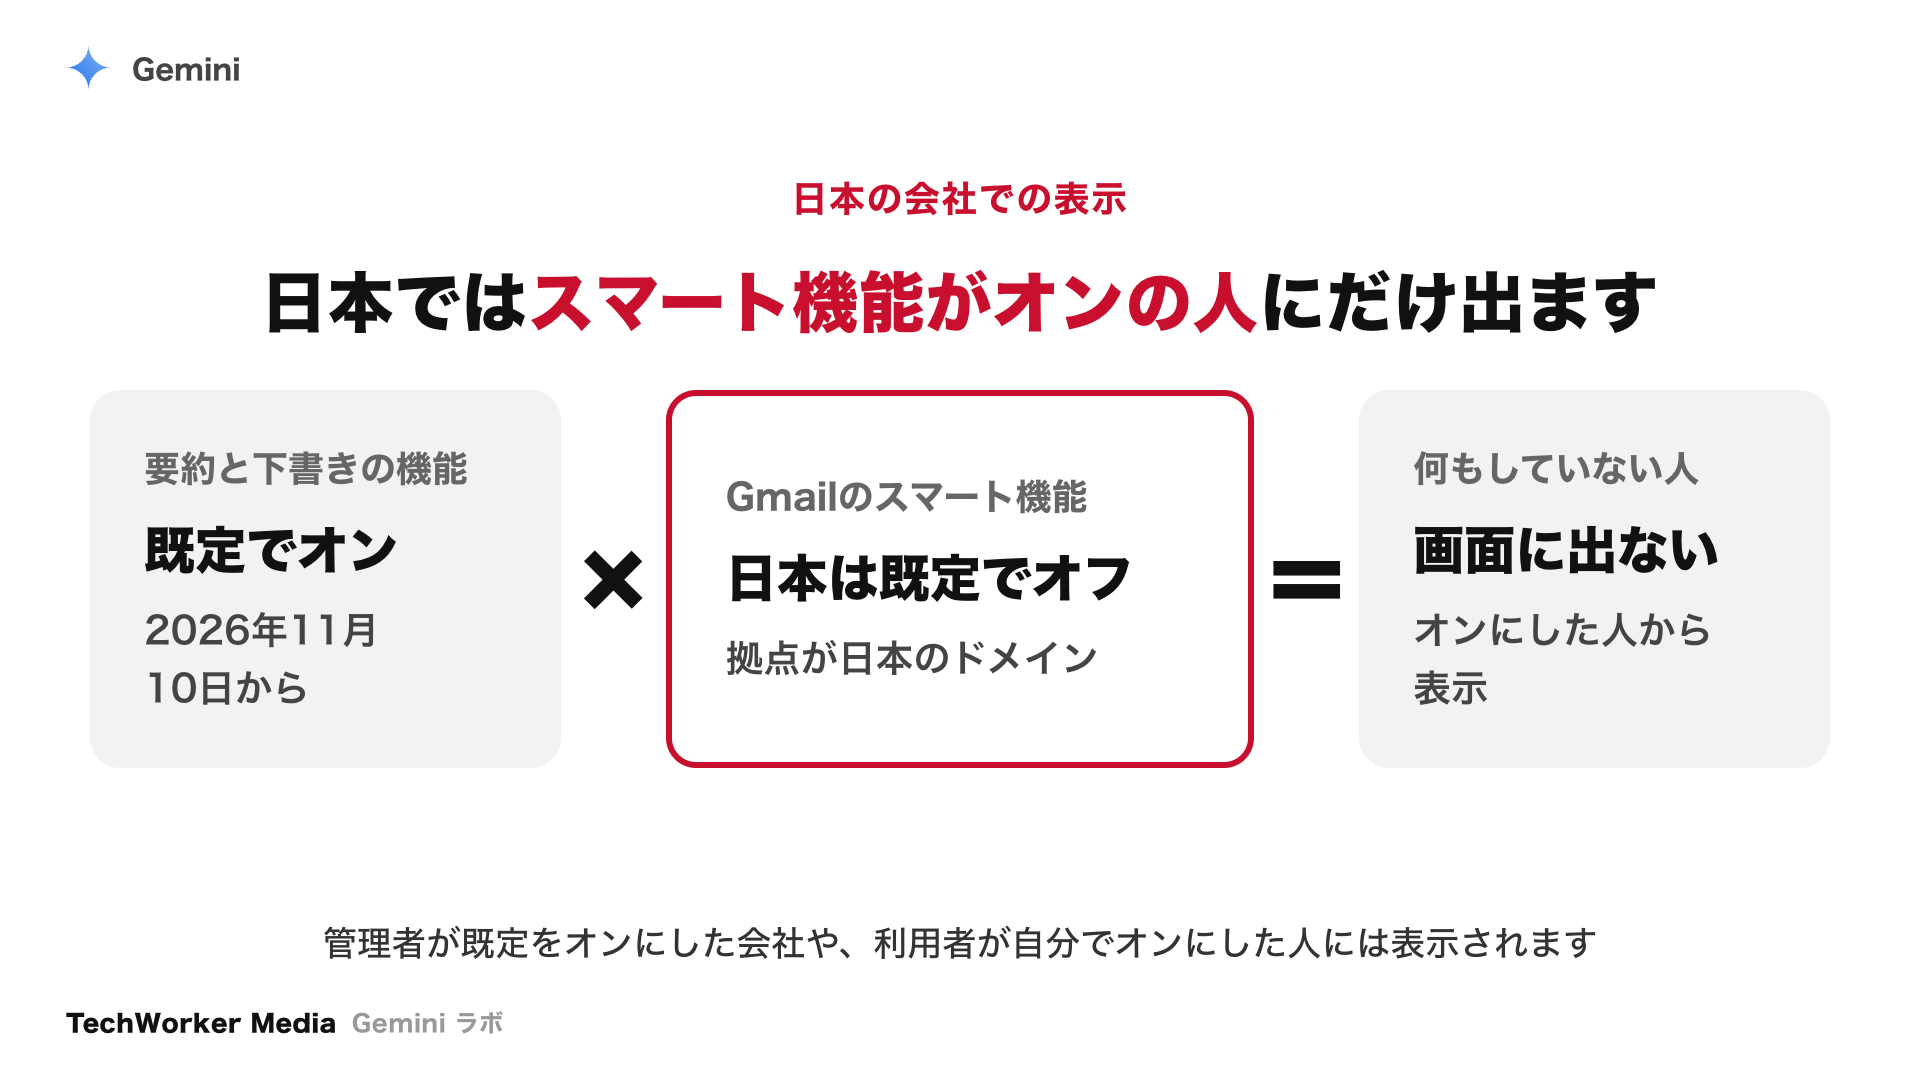 Gemini
日本の会社での表示
日本ではスマート機能がオンの人にだけ出ます
要約と下書きの機能
既定でオン
2026年11月
10日から
×
Gmailのスマート機能
日本は既定でオフ
拠点が日本のドメイン
=
何もしていない人
画面に出ない
オンにした人から
表示
管理者が既定をオンにした会社や、利用者が自分でオンにした人には表示されます
TechWorker Media Gemini ラボ